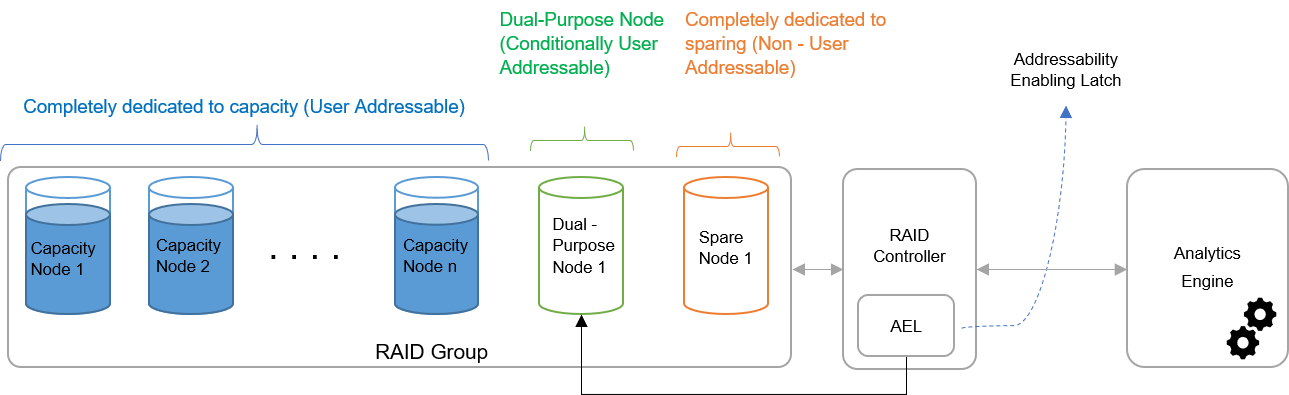 Dual-Purpose Node
(Conditionally User
Addressable)
Completely dedicated to
sparing (Non - User
Addressable)
Addressability
Enabling Latch
Completely dedicated to capacity (User Addressable)
Capacity
Node 1
Capacity
Node 2
. . . .
Capacity
Node n
Dual -
Purpose
Node 1
Spare
Node 1
RAID Group
RAID
Controller
AEL
Analytics
Engine